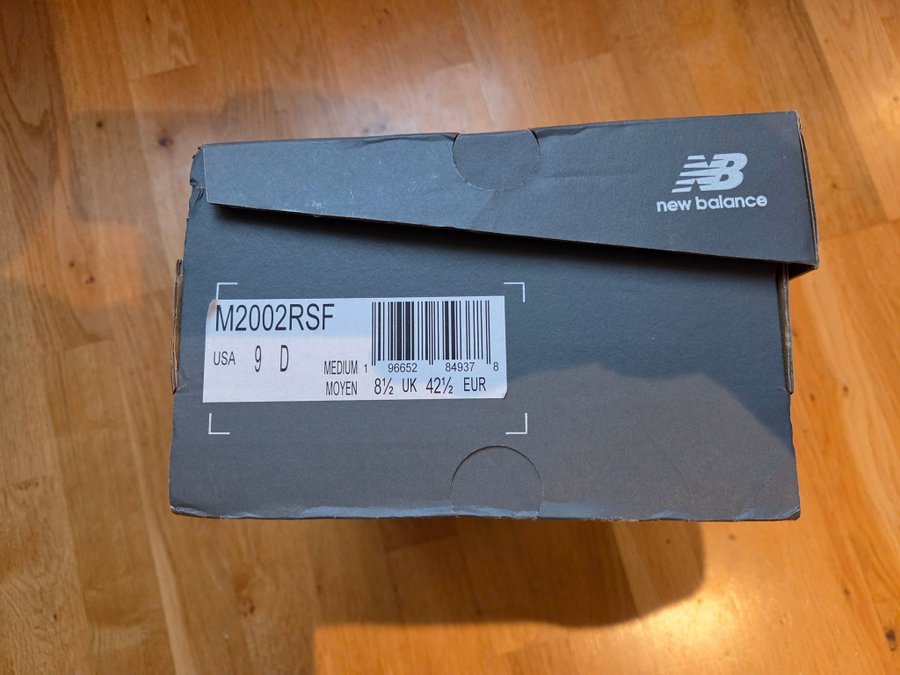 NB
new balance
M2002RSF
USA 9 D
MEDIUM 1 96652 84937 8
MOYEN 8½ UK 42½ EUR